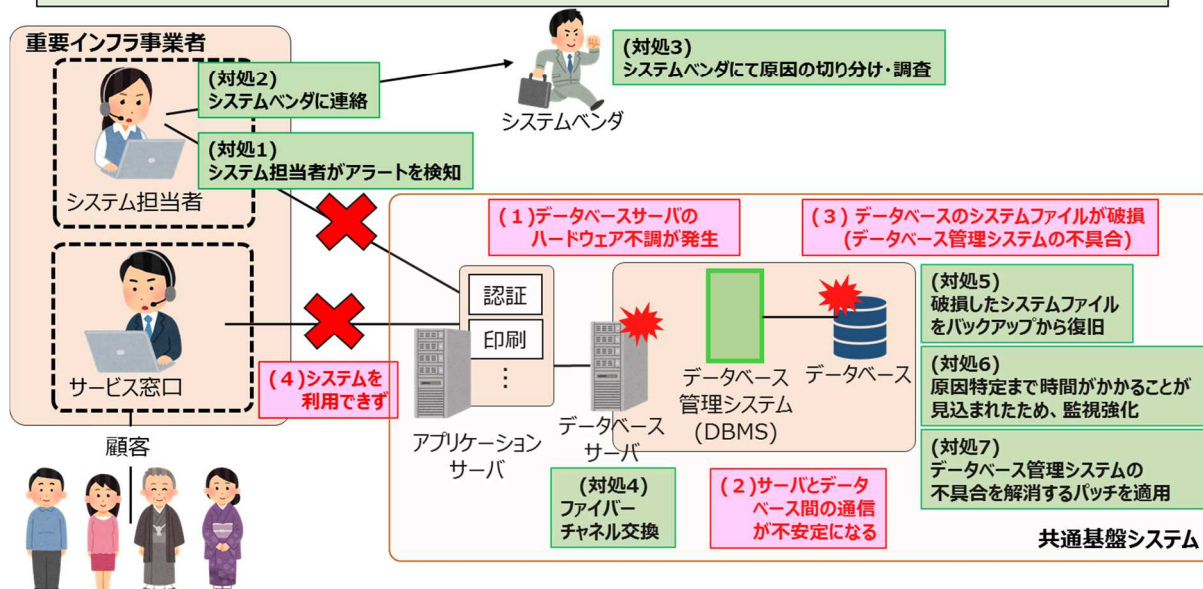 重要インフラ事業者
(対処2)
システムベンダに連絡
(対処1)
システム担当者がアラートを検知
システム担当者
サービス窓口
顧客
システムベンダ
(対処3)
システムベンダにて原因の切り分け・調査
(1)データベースサーバの
ハードウェア不調が発生
(3) データベースのシステムファイルが破損
(データベース管理システムの不具合)
認証
印刷
⋮
(4)システムを
利用できず
アプリケーション
サーバ
データベース
サーバ
データベース
管理システム
(DBMS)
データベース
(対処5)
破損したシステムファイル
をバックアップから復旧
(対処6)
原因特定まで時間がかかることが
見込まれたため、監視強化
(対処7)
データベース管理システムの
不具合を解消するパッチを適用
(対処4)
ファイバー
チャネル交換
(2)サーバとデータ
ベース間の通信
が不安定になる
共通基盤システム